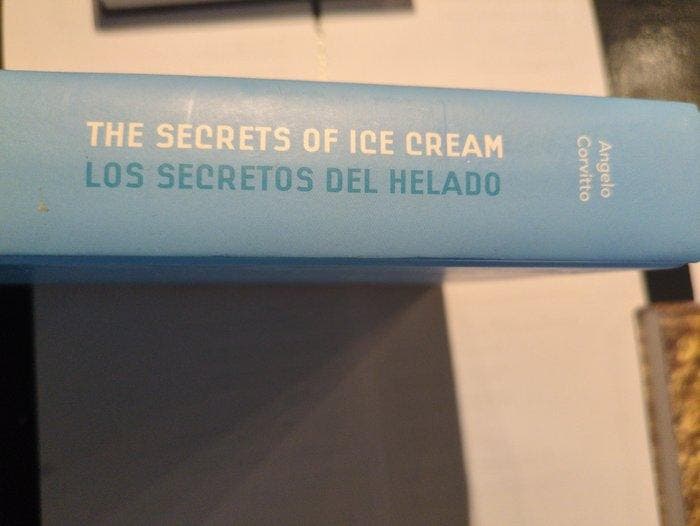 THE SECRETS OF ICE CREAM
LOS SECRETOS DEL HELADO
Angelo
Corvitto